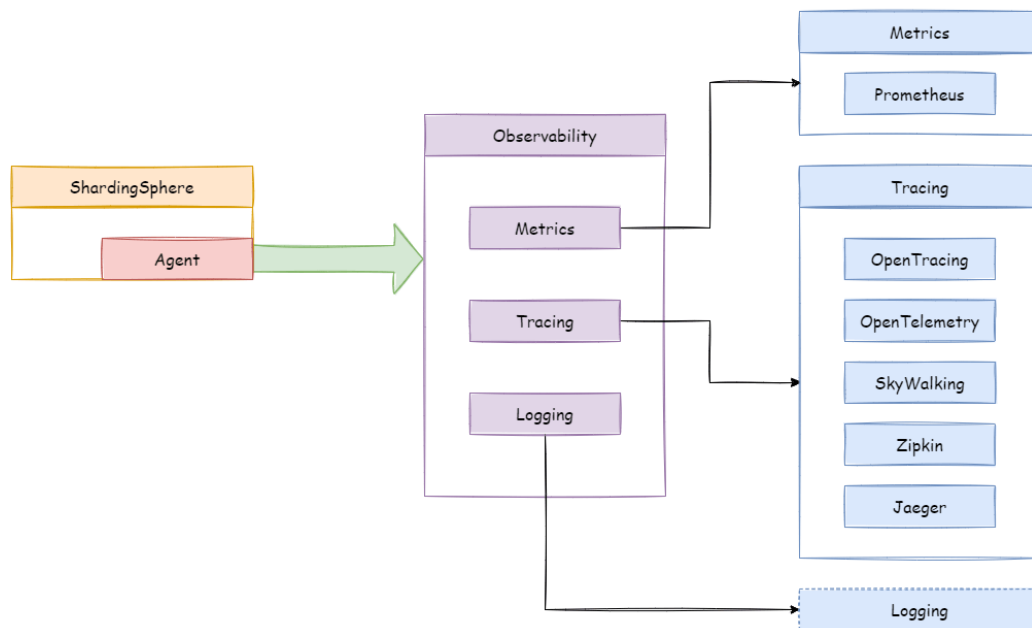 ShardingSphere
Agent
Observability
Metrics
Tracing
Logging
Metrics
Prometheus
Tracing
OpenTracing
OpenTelemetry
SkyWalking
Zipkin
Jaeger
Logging